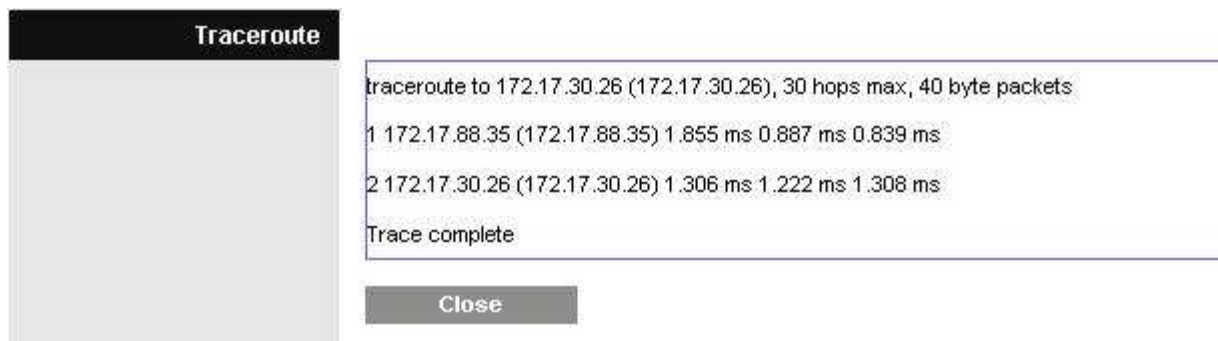 Traceroute
traceroute to 172.17.30.26 (172.17.30.26), 30 hops max, 40 byte packets
1 172.17.88.35 (172.17.88.35) 1.855 ms 0.887 ms 0.839 ms
2 172.17.30.26 (172.17.30.26) 1.306 ms 1.222 ms 1.308 ms
Trace complete
Close